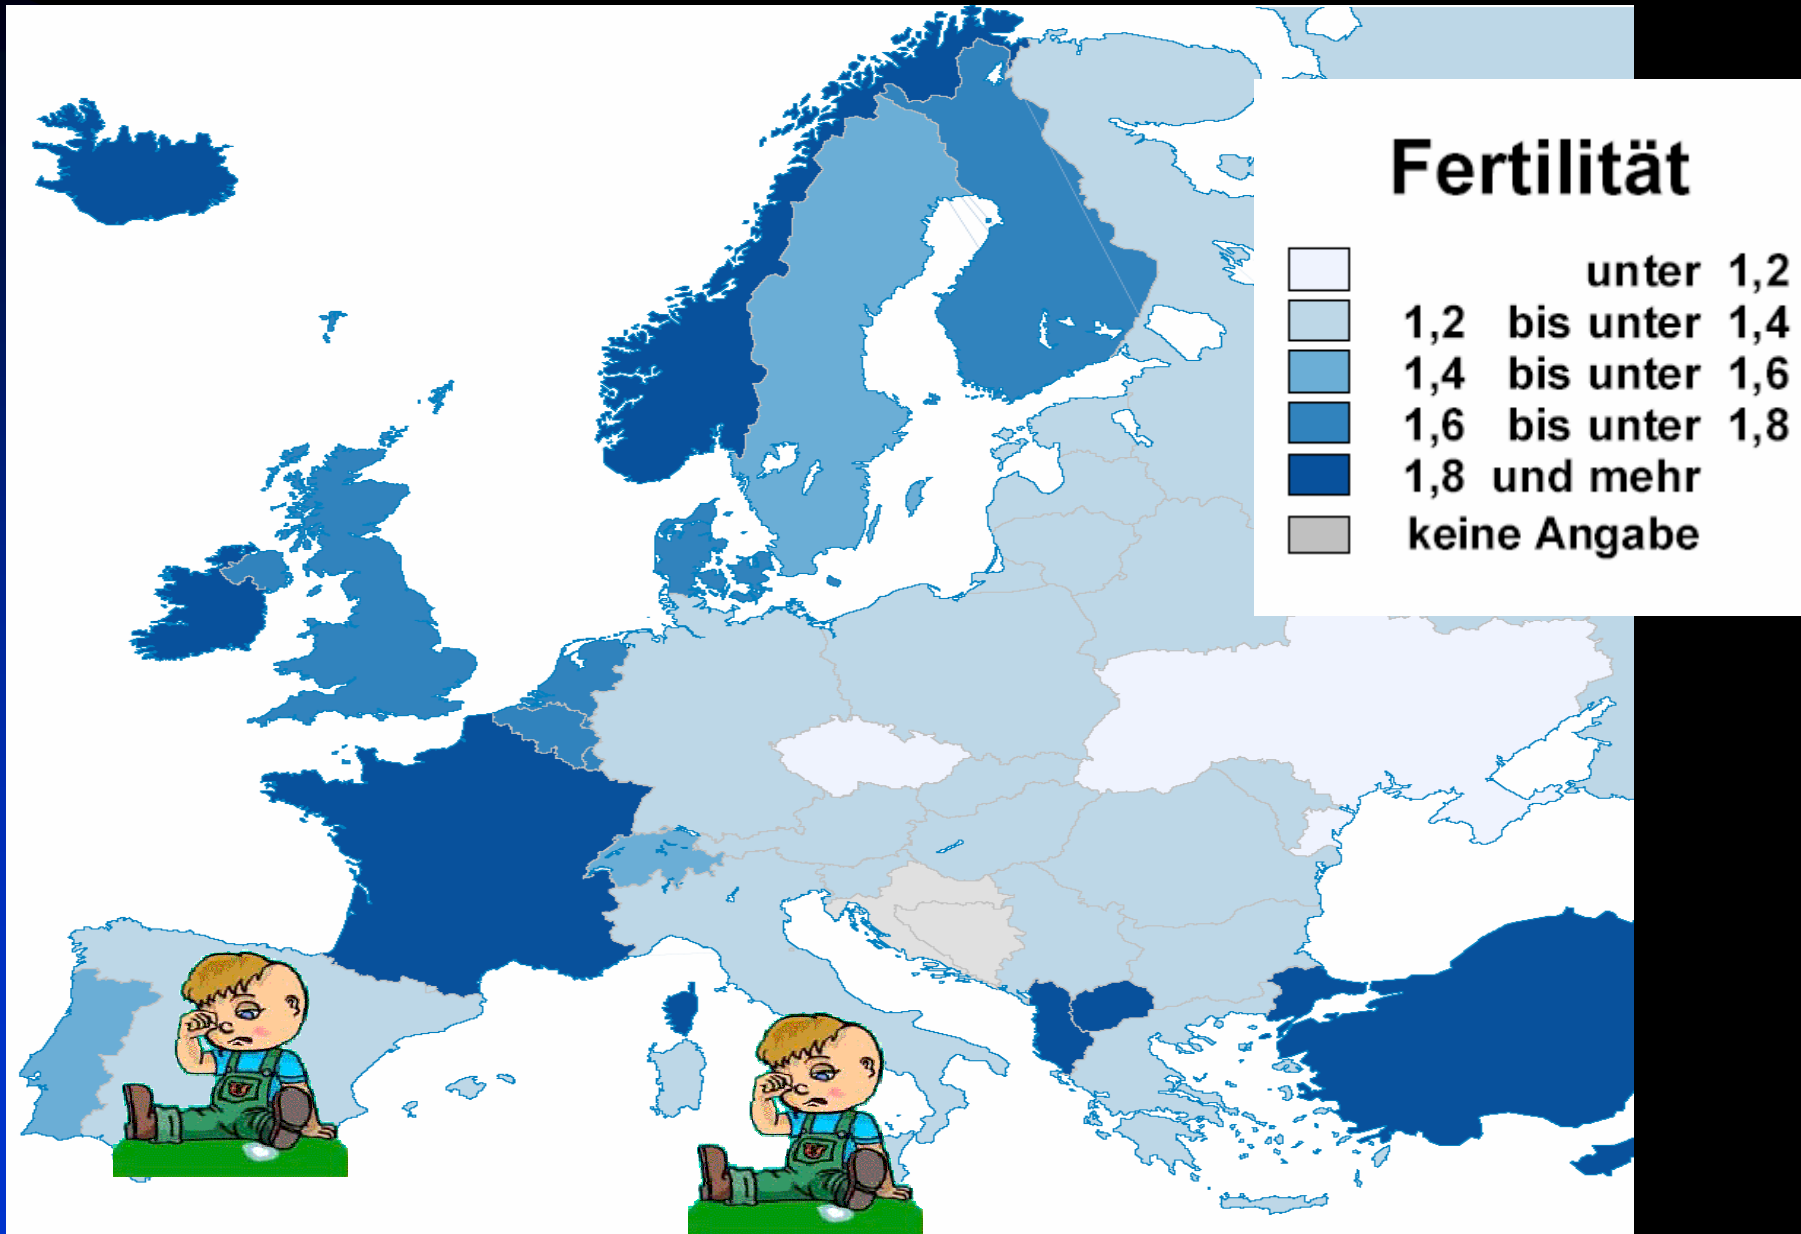 Fertilität
unter 1,2
1,2 bis unter 1,4
1,4 bis unter 1,6
1,6 bis unter 1,8
1,8 und mehr
keine Angabe